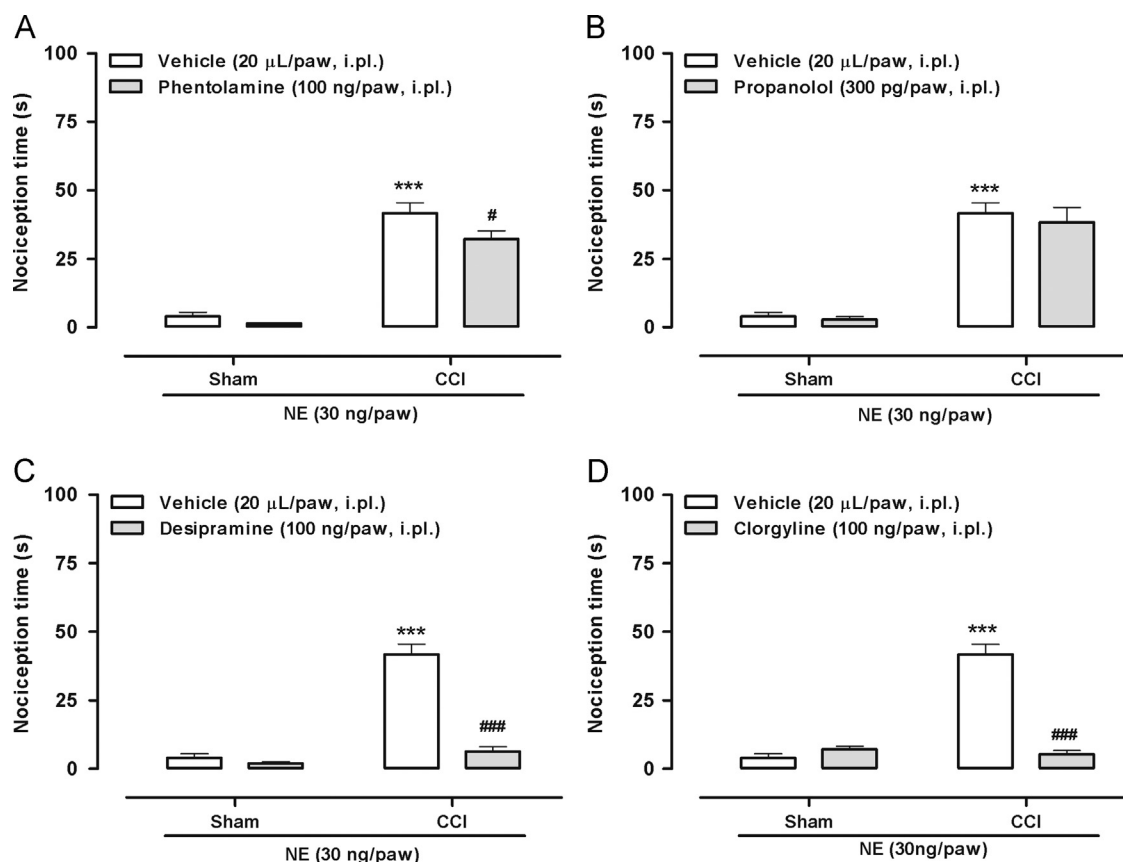 A
100
75
50
25
0
Nociception time (s)
Vehicle (20 μL/paw, i.pl.)
Phentolamine (100 ng/paw, i.pl.)
***
#
Sham
CCI
NE (30 ng/paw)
B
100
75
50
25
0
Nociception time (s)
Vehicle (20 μL/paw, i.pl.)
Propanolol (300 pg/paw, i.pl.)
***
Sham
CCI
NE (30 ng/paw)
C
100
75
50
25
0
Nociception time (s)
Vehicle (20 μL/paw, i.pl.)
Desipramine (100 ng/paw, i.pl.)
***
###
Sham
CCI
NE (30 ng/paw)
D
100
75
50
25
0
Nociception time (s)
Vehicle (20 μL/paw, i.pl.)
Clorgyline (100 ng/paw, i.pl.)
***
###
Sham
CCI
NE (30ng/paw)